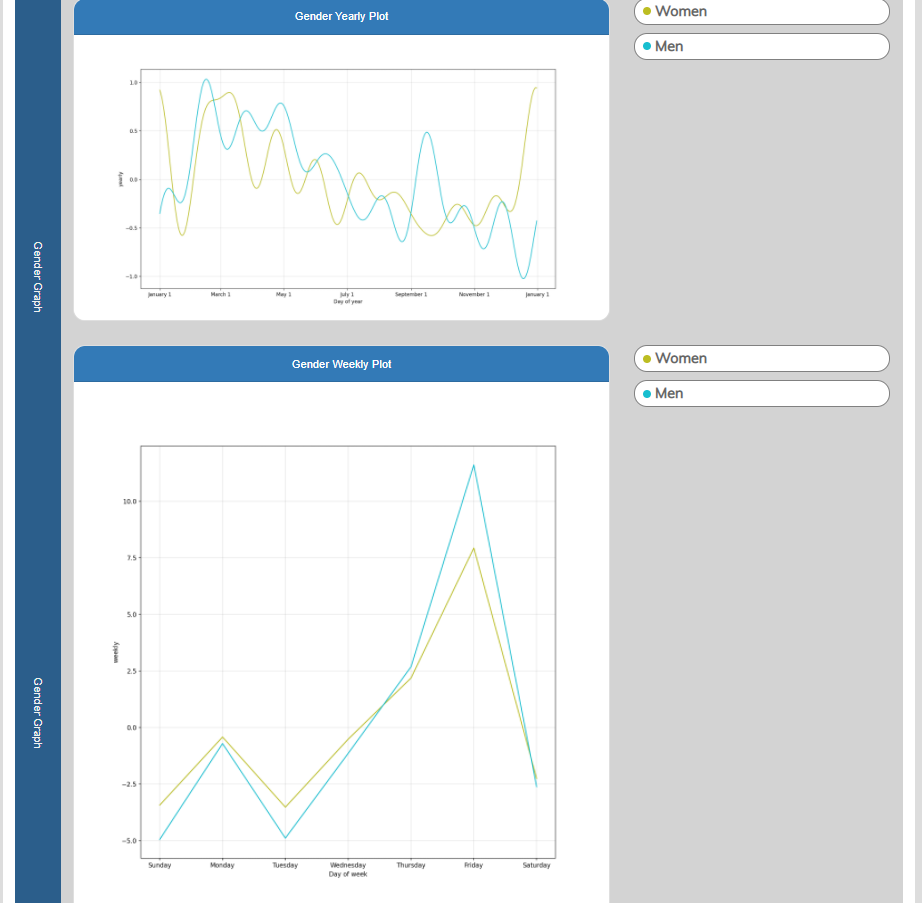 Gender Yearly Plot
Women
Men
1.0
0.5
0.0
−0.5
−1.0
yearly
January 1
March 1
May 1
July 1
September 1
November 1
January 1
Day of year
Gender Graph
Gender Weekly Plot
Women
Men
10.0
7.5
5.0
2.5
0.0
−2.5
−5.0
weekly
Sunday
Monday
Tuesday
Wednesday
Thursday
Friday
Saturday
Day of week
Gender Graph